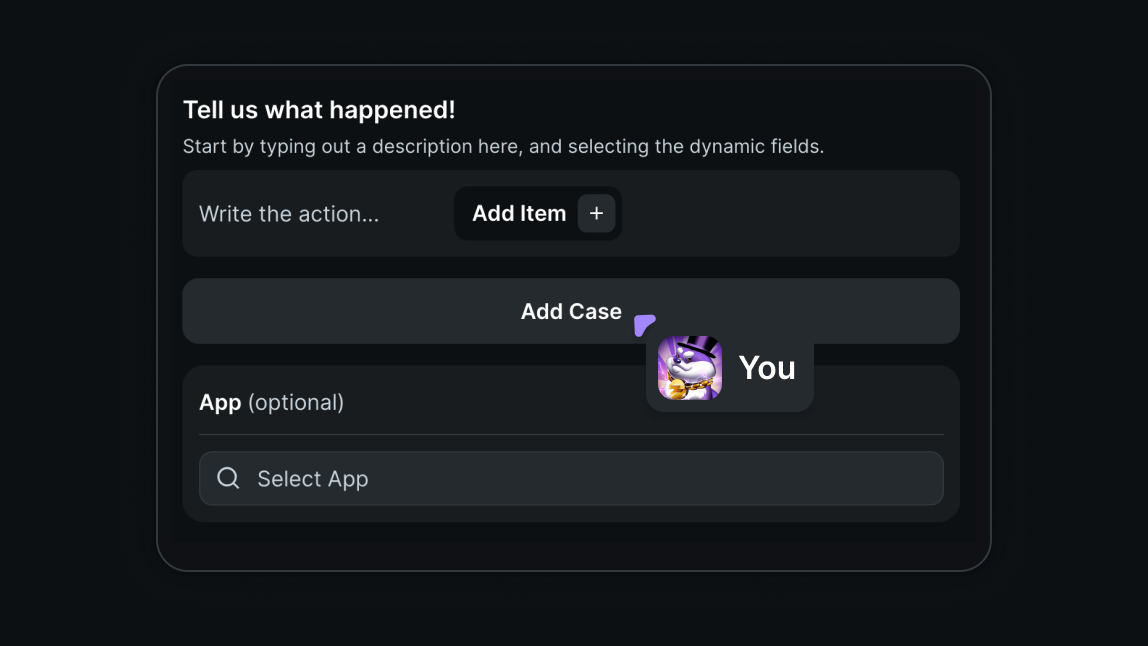 Tell us what happened!
Start by typing out a description here, and selecting the dynamic fields.
Write the action...
Add Item +
Add Case
You
App (optional)
Select App